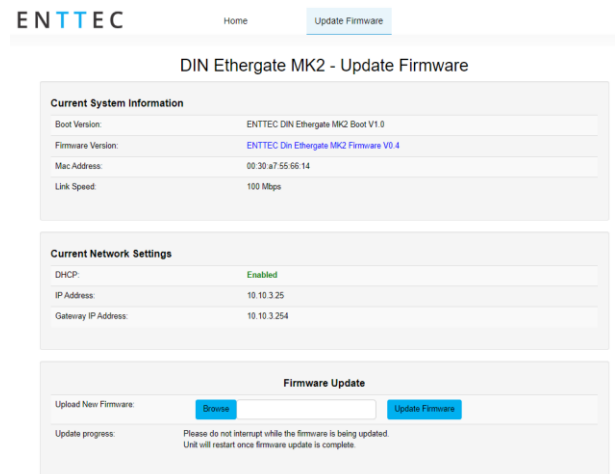 ENTTEC
Home Update Firmware
DIN Ethergate MK2 - Update Firmware
Current System Information
Boot Version: ENTTEC DIN Ethergate MK2 Boot V1.0
Firmware Version: ENTTEC Din Ethergate MK2 Firmware V0.4
Mac Address: 00:30:a7:55:66:14
Link Speed: 100 Mbps
Current Network Settings
DHCP: Enabled
IP Address: 10.10.3.25
Gateway IP Address: 10.10.3.254
Firmware Update
Upload New Firmware: Browse Update Firmware
Update progress: Please do not interrupt while the firmware is being updated.
Unit will restart once firmware update is complete.